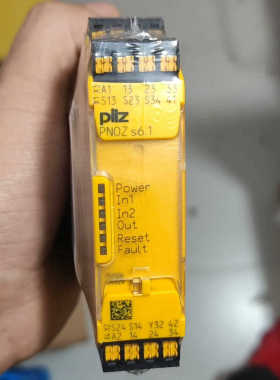 A1 13 23 33
S13 S23 S34 41
pilz
PNOZ s6.1
Power
In1
In2
Out
Reset
Fault
S24 S14 Y32 42
A2 14 24 34